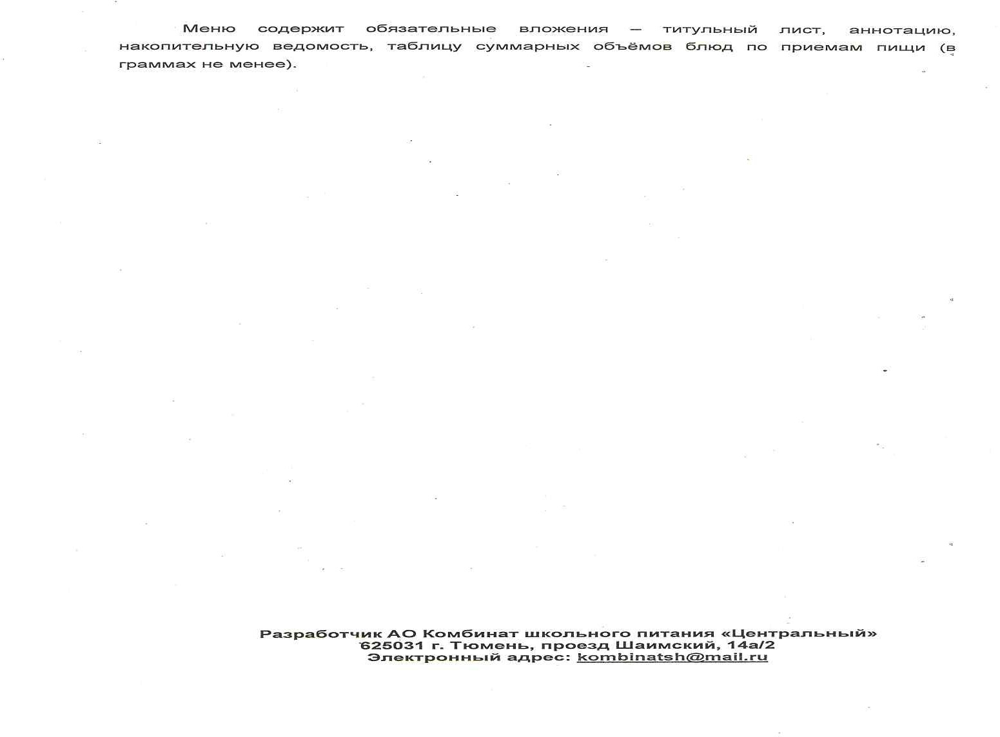 Меню содержит обязательные вложения – титульный лист, аннотацию,
накопительную ведомость, таблицу суммарных объёмов блюд по приемам пищи (в
граммах не менее).
Разработчик АО Комбинат школьного питания «Центральный»
625031 г. Тюмень, проезд Шаимский, 14а/2
Электронный адрес: kombinatsh@mail.ru